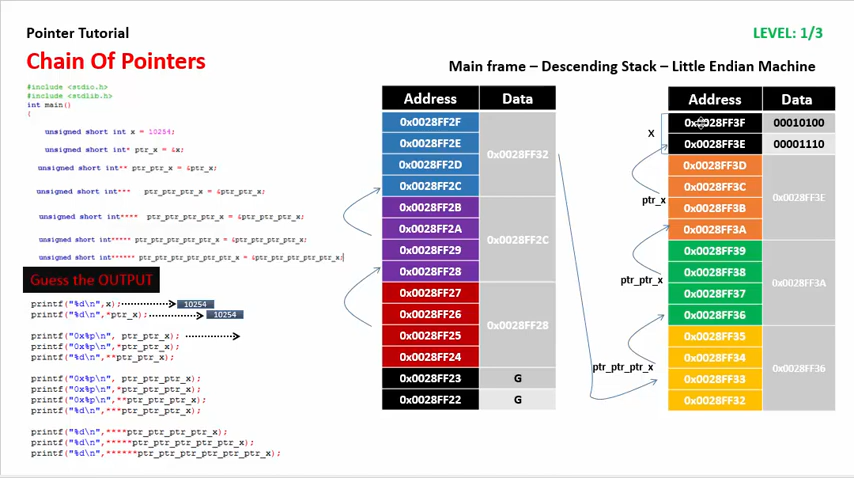 Pointer Tutorial
LEVEL: 1/3
Chain Of Pointers
Main frame – Descending Stack – Little Endian Machine
#include <stdio.h>
#include <stdlib.h>
int main()
{
unsigned short int x = 10254;
unsigned short int* ptr_x = &x;
unsigned short int** ptr_ptr_x = &ptr_x;
unsigned short int*** ptr_ptr_ptr_x = &ptr_ptr_x;
unsigned short int**** ptr_ptr_ptr_ptr_x = &ptr_ptr_ptr_x;
unsigned short int***** ptr_ptr_ptr_ptr_ptr_x = &ptr_ptr_ptr_ptr_x;
unsigned short int****** ptr_ptr_ptr_ptr_ptr_ptr_x = &ptr_ptr_ptr_ptr_ptr_x;
Guess the OUTPUT
printf("%d\n",x); 10254
printf("%d\n",*ptr_x); 10254
printf("0x%p\n", ptr_ptr_x);
printf("0x%p\n",*ptr_ptr_x);
printf("%d\n",**ptr_ptr_x);
printf("0x%p\n", ptr_ptr_ptr_x);
printf("0x%p\n",*ptr_ptr_ptr_x);
printf("0x%p\n",**ptr_ptr_ptr_x);
printf("%d\n",***ptr_ptr_ptr_x);
printf("%d\n",****ptr_ptr_ptr_ptr_x);
printf("%d\n",*****ptr_ptr_ptr_ptr_ptr_x);
printf("%d\n",******ptr_ptr_ptr_ptr_ptr_ptr_x);
Address Data
0x0028FF2F
0x0028FF2E
0x0028FF32
0x0028FF2D
0x0028FF2C
0x0028FF2B
0x0028FF2A
0x0028FF2C
0x0028FF29
0x0028FF28
0x0028FF27
0x0028FF26
0x0028FF28
0x0028FF25
0x0028FF24
0x0028FF23 G
0x0028FF22 G
Address Data
0x0028FF3F 00010100
X
0x0028FF3E 00001110
0x0028FF3D
0x0028FF3C
0x0028FF3E
ptr_x
0x0028FF3B
0x0028FF3A
0x0028FF39
0x0028FF38
ptr_ptr_x
0x0028FF3A
0x0028FF37
0x0028FF36
0x0028FF35
0x0028FF34
ptr_ptr_ptr_x
0x0028FF36
0x0028FF33
0x0028FF32